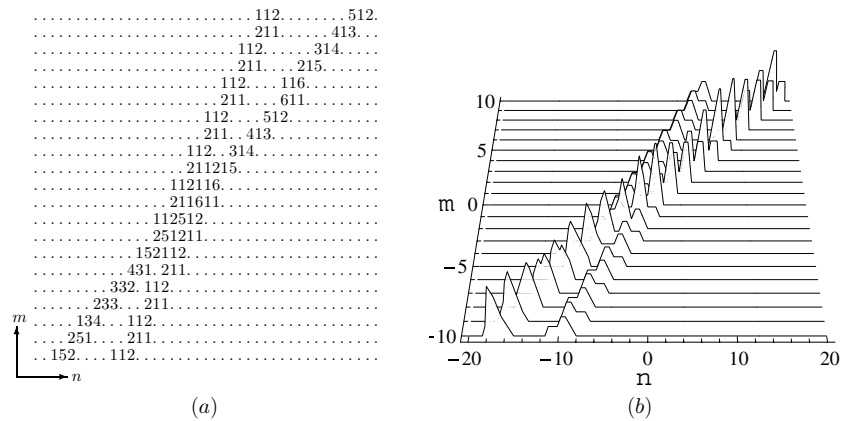 . . . . . . . . . . . . . . . . . . . . . . . . . . 112. . . . . . . . 512.
. . . . . . . . . . . . . . . . . . . . . . . . . . 211. . . . . . 413. . .
. . . . . . . . . . . . . . . . . . . . . . . . 112. . . . . . 314. . . . .
. . . . . . . . . . . . . . . . . . . . . . . . 211. . . . 215. . . . . . .
. . . . . . . . . . . . . . . . . . . . . . 112. . . . 116. . . . . . . . .
. . . . . . . . . . . . . . . . . . . . . . 211. . . . 611. . . . . . . . .
. . . . . . . . . . . . . . . . . . . . 112. . . . 512. . . . . . . . . . .
. . . . . . . . . . . . . . . . . . . . 211. . 413. . . . . . . . . . . . .
. . . . . . . . . . . . . . . . . . 112. . 314. . . . . . . . . . . . . . .
. . . . . . . . . . . . . . . . . . 211215. . . . . . . . . . . . . . . . .
. . . . . . . . . . . . . . . . 112116. . . . . . . . . . . . . . . . . . .
. . . . . . . . . . . . . . . . 211611. . . . . . . . . . . . . . . . . . .
. . . . . . . . . . . . . . 112512. . . . . . . . . . . . . . . . . . . . .
. . . . . . . . . . . . . . 251211. . . . . . . . . . . . . . . . . . . . .
. . . . . . . . . . . . 152112. . . . . . . . . . . . . . . . . . . . . . .
. . . . . . . . . . . 431. 211. . . . . . . . . . . . . . . . . . . . . . .
. . . . . . . . . 332. 112. . . . . . . . . . . . . . . . . . . . . . . . .
. . . . . . . 233. . . 211. . . . . . . . . . . . . . . . . . . . . . . . .
. . . . . 134. . . 112. . . . . . . . . . . . . . . . . . . . . . . . . . .
. . . . 251. . . . 211. . . . . . . . . . . . . . . . . . . . . . . . . . .
. . 152. . . . 112. . . . . . . . . . . . . . . . . . . . . . . . . . . . .
m
n
(a)
10
5
m 0
−5
-10
−20 −10 0 10 20
n
(b)